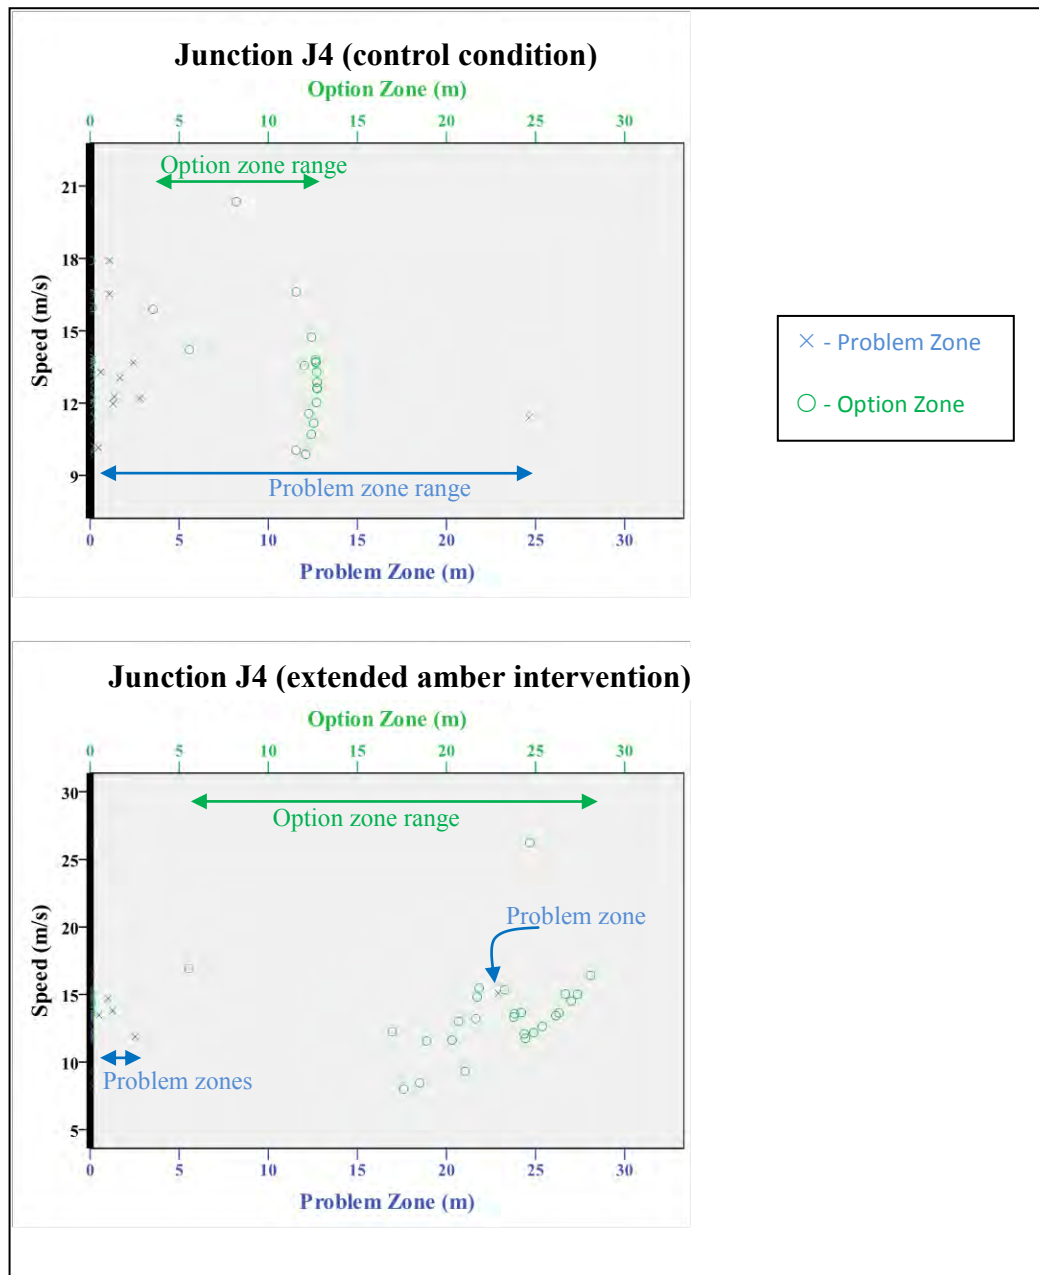 Junction J4 (control condition)
Option Zone (m)
0 5 10 15 20 25 30
Option zone range
21
18
15
12
9
Speed (m/s)
Problem zone range
0 5 10 15 20 25 30
Problem Zone (m)
× - Problem Zone
○ - Option Zone
Junction J4 (extended amber intervention)
Option Zone (m)
0 5 10 15 20 25 30
30
25
20
15
10
5
Speed (m/s)
Option zone range
Problem zone
Problem zones
0 5 10 15 20 25 30
Problem Zone (m)